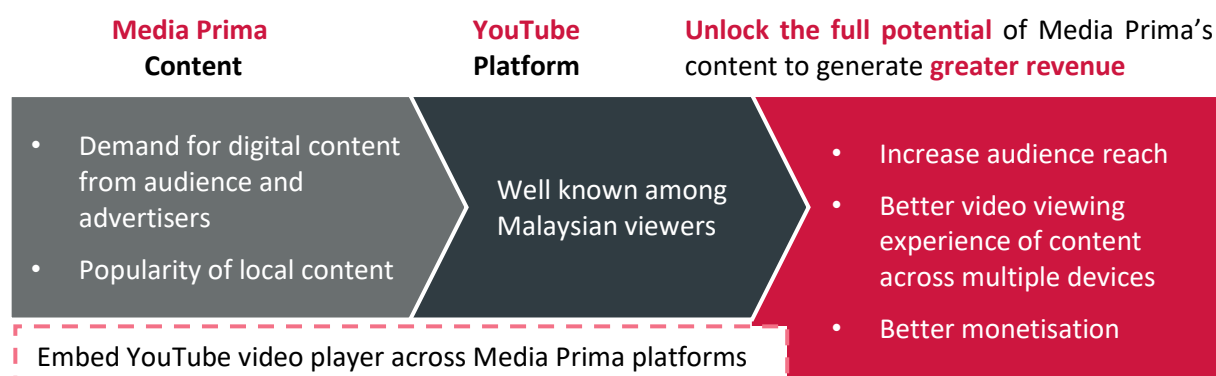 Media Prima
Content
YouTube
Platform
Unlock the full potential of Media Prima’s
content to generate greater revenue
• Demand for digital content
from audience and
advertisers
• Popularity of local content
Well known among
Malaysian viewers
• Increase audience reach
• Better video viewing
experience of content
across multiple devices
• Better monetisation
Embed YouTube video player across Media Prima platforms